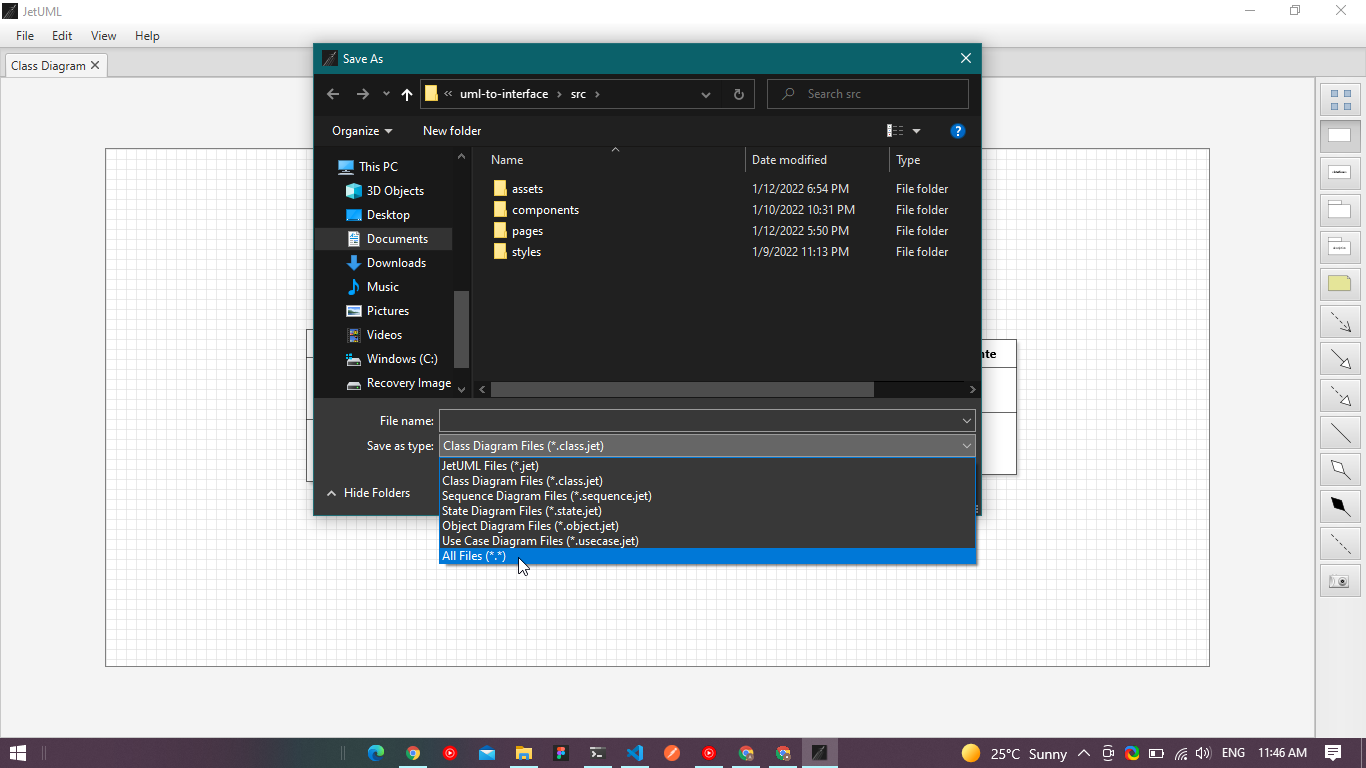 JetUML
File Edit View Help
Class Diagram
Save As
« uml-to-interface › src ›
Search src
Organize
New folder
?
Name
Date modified
Type
This PC
3D Objects
Desktop
Documents
Downloads
Music
Pictures
Videos
Windows (C:)
Recovery Image
assets 1/12/2022 6:54 PM File folder
components 1/10/2022 10:31 PM File folder
pages 1/12/2022 5:50 PM File folder
styles 1/9/2022 11:13 PM File folder
File name:
Save as type: Class Diagram Files (*.class.jet)
JetUML Files (*.jet)
Class Diagram Files (*.class.jet)
Sequence Diagram Files (*.sequence.jet)
State Diagram Files (*.state.jet)
Object Diagram Files (*.object.jet)
Use Case Diagram Files (*.usecase.jet)
All Files (*.*)
Hide Folders
25°C Sunny
ENG
11:46 AM